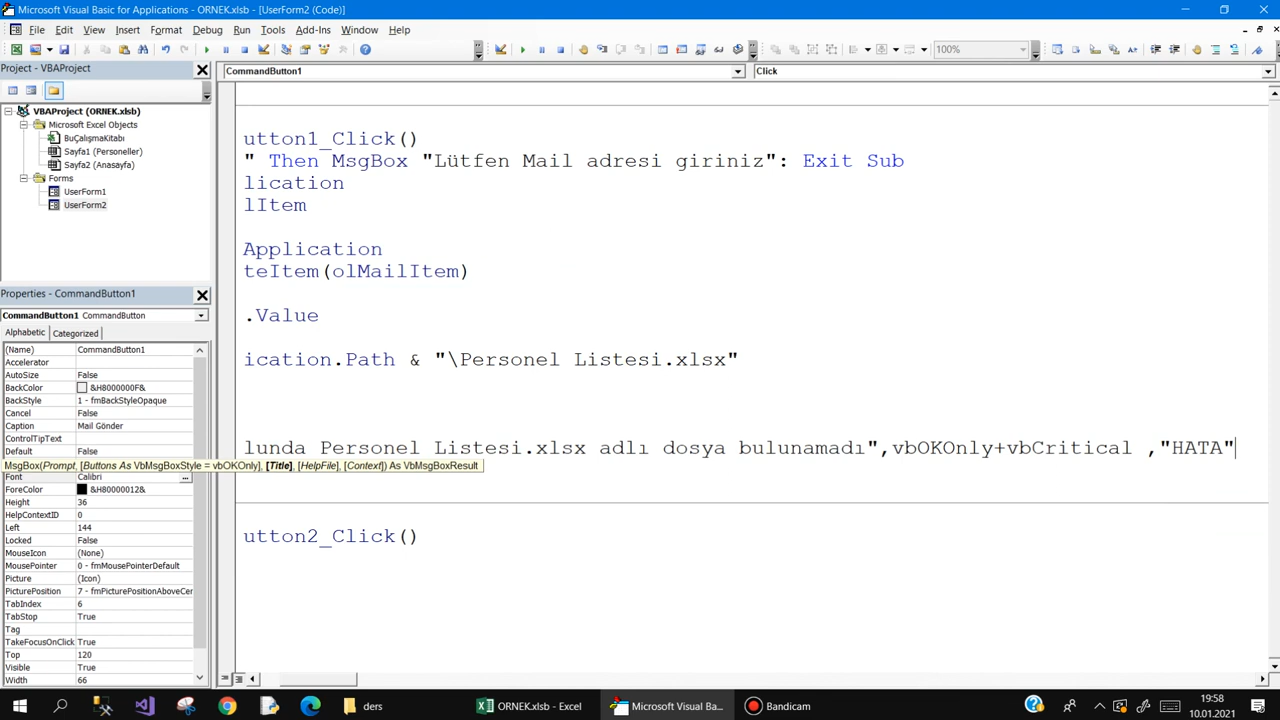 Microsoft Visual Basic for Applications - ORNEK.xlsb - [UserForm2 (Code)]
File Edit View Insert Format Debug Run Tools Add-Ins Window Help
100%
Project - VBAProject
CommandButton1 Click
VBAProject (ORNEK.xlsb)
Microsoft Excel Objects
BuÇalışmaKitabı
Sayfa1 (Personeller)
Sayfa2 (Anasayfa)
Forms
UserForm1
UserForm2
utton1_Click()
" Then MsgBox "Lütfen Mail adresi giriniz": Exit Sub
lication
lItem
Application
teItem(olMailItem)
.Value
ication.Path & "\Personel Listesi.xlsx"
lunda Personel Listesi.xlsx adlı dosya bulunamadı",vbOKOnly+vbCritical ,"HATA"
MsgBox(Prompt, [Buttons As VbMsgBoxStyle = vbOKOnly], [Title], [HelpFile], [Context]) As VbMsgBoxResult
utton2_Click()
Properties - CommandButton1
CommandButton1 CommandButton
Alphabetic Categorized
(Name) CommandButton1
Accelerator
AutoSize False
BackColor &H8000000F&
BackStyle 1 - fmBackStyleOpaque
Cancel False
Caption Mail Gönder
ControlTipText
Default False
Font Calibri ...
ForeColor &H80000012&
Height 36
HelpContextID 0
Left 144
Locked False
MouseIcon (None)
MousePointer 0 - fmMousePointerDefault
Picture (Icon)
PicturePosition 7 - fmPicturePositionAboveCer
TabIndex 6
TabStop True
Tag
TakeFocusOnClick True
Top 120
Visible True
Width 66
ders
ORNEK.xlsb - Excel
Microsoft Visual Ba...
Bandicam
19:58
10.01.2021